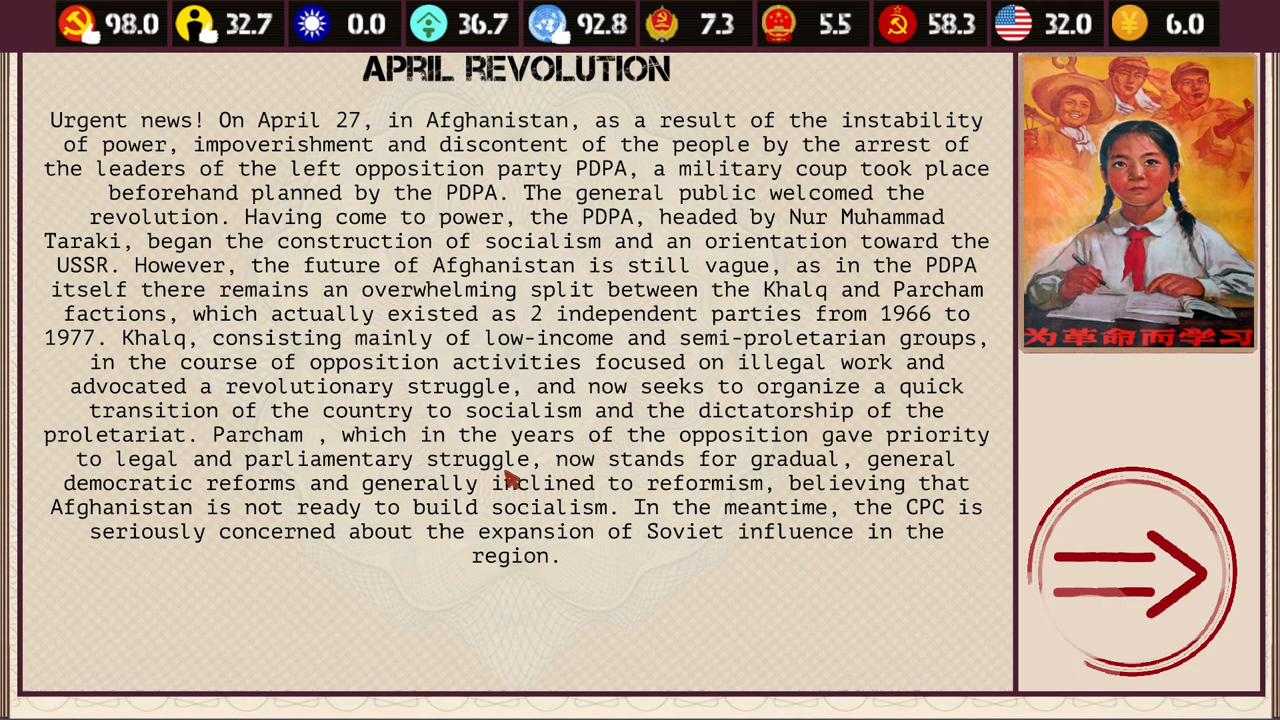 98.0 32.7 0.0 36.7 92.8 7.3 5.5 58.3 32.0 6.0
APRIL REVOLUTION
Urgent news! On April 27, in Afghanistan, as a result of the instability
of power, impoverishment and discontent of the people by the arrest of
the leaders of the left opposition party PDPA, a military coup took place
beforehand planned by the PDPA. The general public welcomed the
revolution. Having come to power, the PDPA, headed by Nur Muhammad
Taraki, began the construction of socialism and an orientation toward the
USSR. However, the future of Afghanistan is still vague, as in the PDPA
itself there remains an overwhelming split between the Khalq and Parcham
factions, which actually existed as 2 independent parties from 1966 to
1977. Khalq, consisting mainly of low-income and semi-proletarian groups,
in the course of opposition activities focused on illegal work and
advocated a revolutionary struggle, and now seeks to organize a quick
transition of the country to socialism and the dictatorship of the
proletariat. Parcham , which in the years of the opposition gave priority
to legal and parliamentary struggle, now stands for gradual, general
democratic reforms and generally inclined to reformism, believing that
Afghanistan is not ready to build socialism. In the meantime, the CPC is
seriously concerned about the expansion of Soviet influence in the
region.
为革命而学习